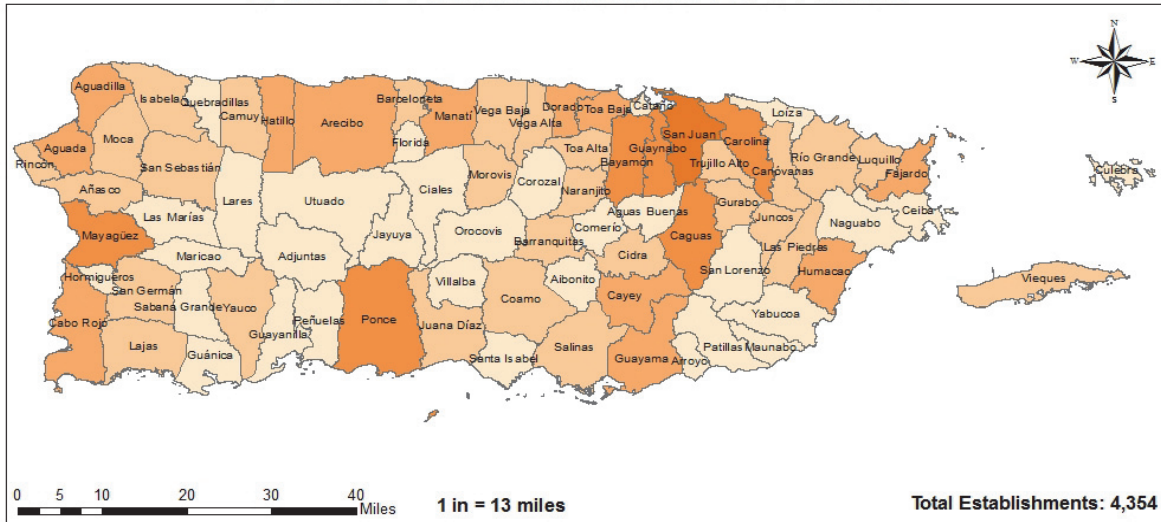 N
W E
S
Aguadilla
Isabela
Quebradillas
Camuy
Hatillo
Arecibo
Barceloneta
Manatí
Vega Baja
Vega Alta
Dorado
Toa Baja
Cataño
San Juan
Carolina
Loiza
Aguada
Moca
Florida
Toa Alta
Bayamón
Guaynabo
Trujillo Alto
Canóvanas
Río Grande
Luquillo
Fajardo
Culebra
Rincón
San Sebastián
Añasco
Lares
Utuado
Ciales
Morovis
Corozal
Naranjito
Gurabo
Juncos
Naguabo
Ceiba
Las Marías
Mayagüez
Maricao
Adjuntas
Jayuya
Orocovis
Barranquitas
Comerío
Aguas Buenas
Caguas
Cidra
San Lorenzo
Las Piedras
Humacao
Vieques
Hormigueros
San Germán
Sabana Grande
Yauco
Guayanilla
Peñuelas
Ponce
Villalba
Juana Díaz
Coamo
Aibonito
Cayey
Yabucoa
Cabo Rojo
Lajas
Guánica
Santa Isabel
Salinas
Guayama
Arroyo
Patillas
Maunabo
0 5 10 20 30 40
Miles
1 in = 13 miles
Total Establishments: 4,354